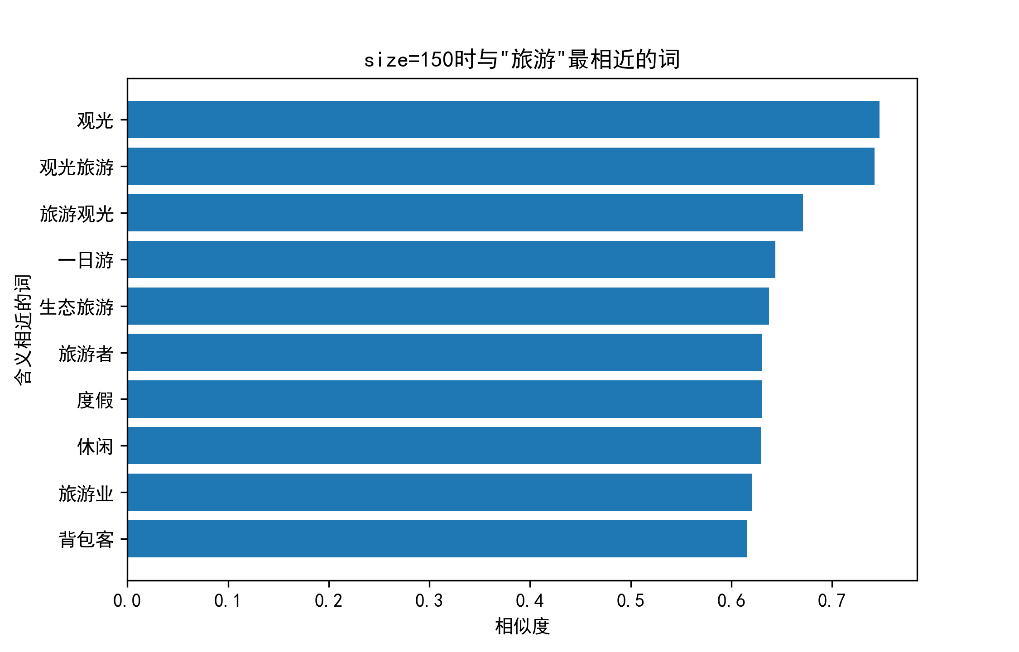 size=150时与"旅游"最相近的词
含义相近的词
观光
观光旅游
旅游观光
一日游
生态旅游
旅游者
度假
休闲
旅游业
背包客
0.0 0.1 0.2 0.3 0.4 0.5 0.6 0.7
相似度